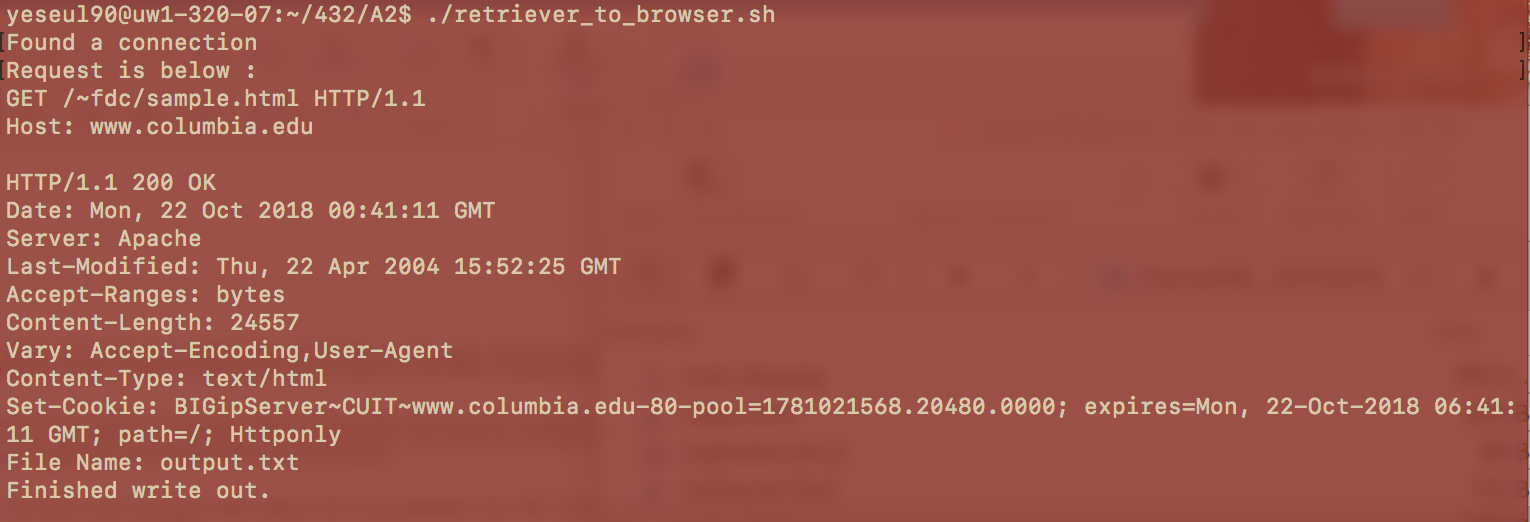 yeseul90@uw1-320-07:~/432/A2$ ./retriever_to_browser.sh
[Found a connection ]
[Request is below : ]
GET /~fdc/sample.html HTTP/1.1
Host: www.columbia.edu
HTTP/1.1 200 OK
Date: Mon, 22 Oct 2018 00:41:11 GMT
Server: Apache
Last-Modified: Thu, 22 Apr 2004 15:52:25 GMT
Accept-Ranges: bytes
Content-Length: 24557
Vary: Accept-Encoding,User-Agent
Content-Type: text/html
Set-Cookie: BIGipServer~CUIT~www.columbia.edu-80-pool=1781021568.20480.0000; expires=Mon, 22-Oct-2018 06:41:
11 GMT; path=/; Httponly
File Name: output.txt
Finished write out.